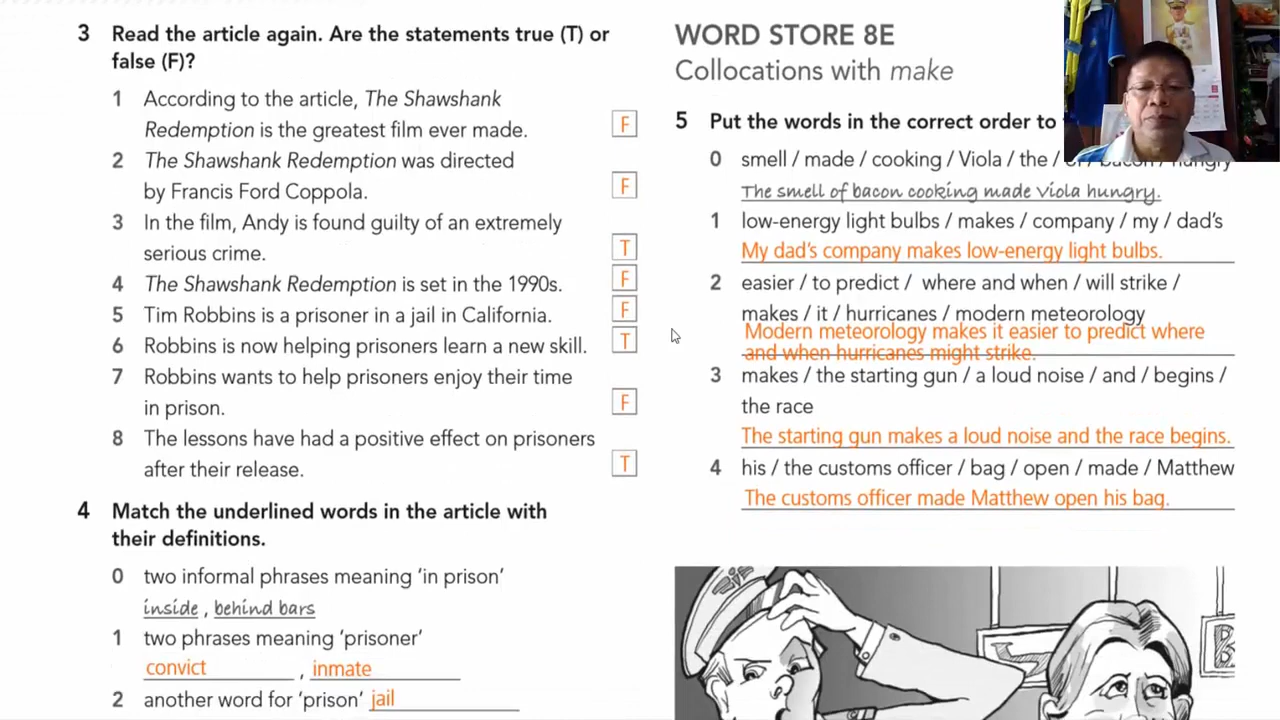 3 Read the article again. Are the statements true (T) or
false (F)?
1 According to the article, The Shawshank
Redemption is the greatest film ever made. F
2 The Shawshank Redemption was directed
by Francis Ford Coppola. F
3 In the film, Andy is found guilty of an extremely
serious crime. T
4 The Shawshank Redemption is set in the 1990s. F
5 Tim Robbins is a prisoner in a jail in California. F
6 Robbins is now helping prisoners learn a new skill. T
7 Robbins wants to help prisoners enjoy their time
in prison. F
8 The lessons have had a positive effect on prisoners
after their release. T
4 Match the underlined words in the article with
their definitions.
0 two informal phrases meaning ‘in prison’
inside , behind bars
1 two phrases meaning ‘prisoner’
convict , inmate
2 another word for ‘prison’ jail
WORD STORE 8E
Collocations with make
5 Put the words in the correct order to
0 smell / made / cooking / Viola / the / of / bacon / hungry
The smell of bacon cooking made Viola hungry.
1 low-energy light bulbs / makes / company / my / dad’s
My dad’s company makes low-energy light bulbs.
2 easier / to predict / where and when / will strike /
makes / it / hurricanes / modern meteorology
Modern meteorology makes it easier to predict where
and when hurricanes might strike.
3 makes / the starting gun / a loud noise / and / begins /
the race
The starting gun makes a loud noise and the race begins.
4 his / the customs officer / bag / open / made / Matthew
The customs officer made Matthew open his bag.